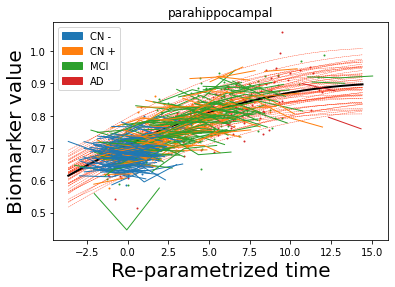 parahippocampal
CN -
CN +
MCI
AD
Biomarker value
1.0
0.9
0.8
0.7
0.6
0.5
−2.5 0.0 2.5 5.0 7.5 10.0 12.5 15.0
Re-parametrized time